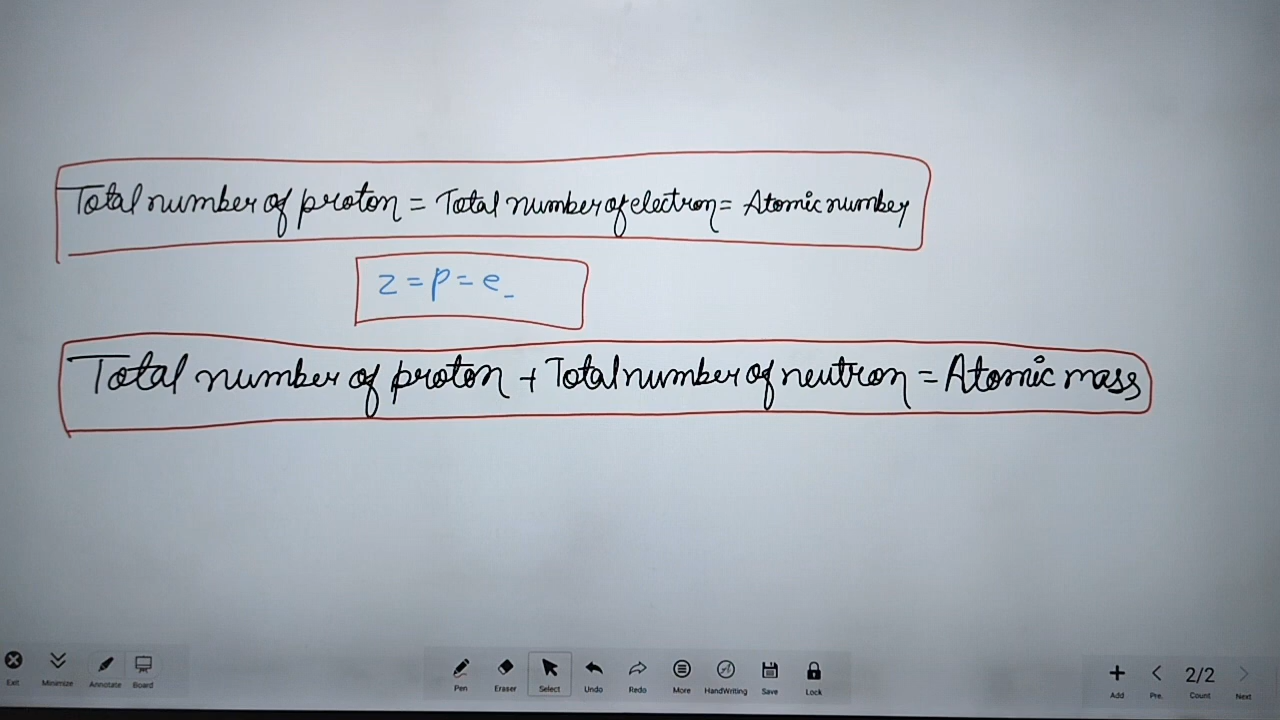 Total number of proton = Total number of electron = Atomic number
z = p = e-
Total number of proton + Total number of neutron = Atomic mass
Exit Minimize Annotate Board Pen Eraser Select Undo Redo More HandWriting Save Lock Add Pre. 2/2 Count Next